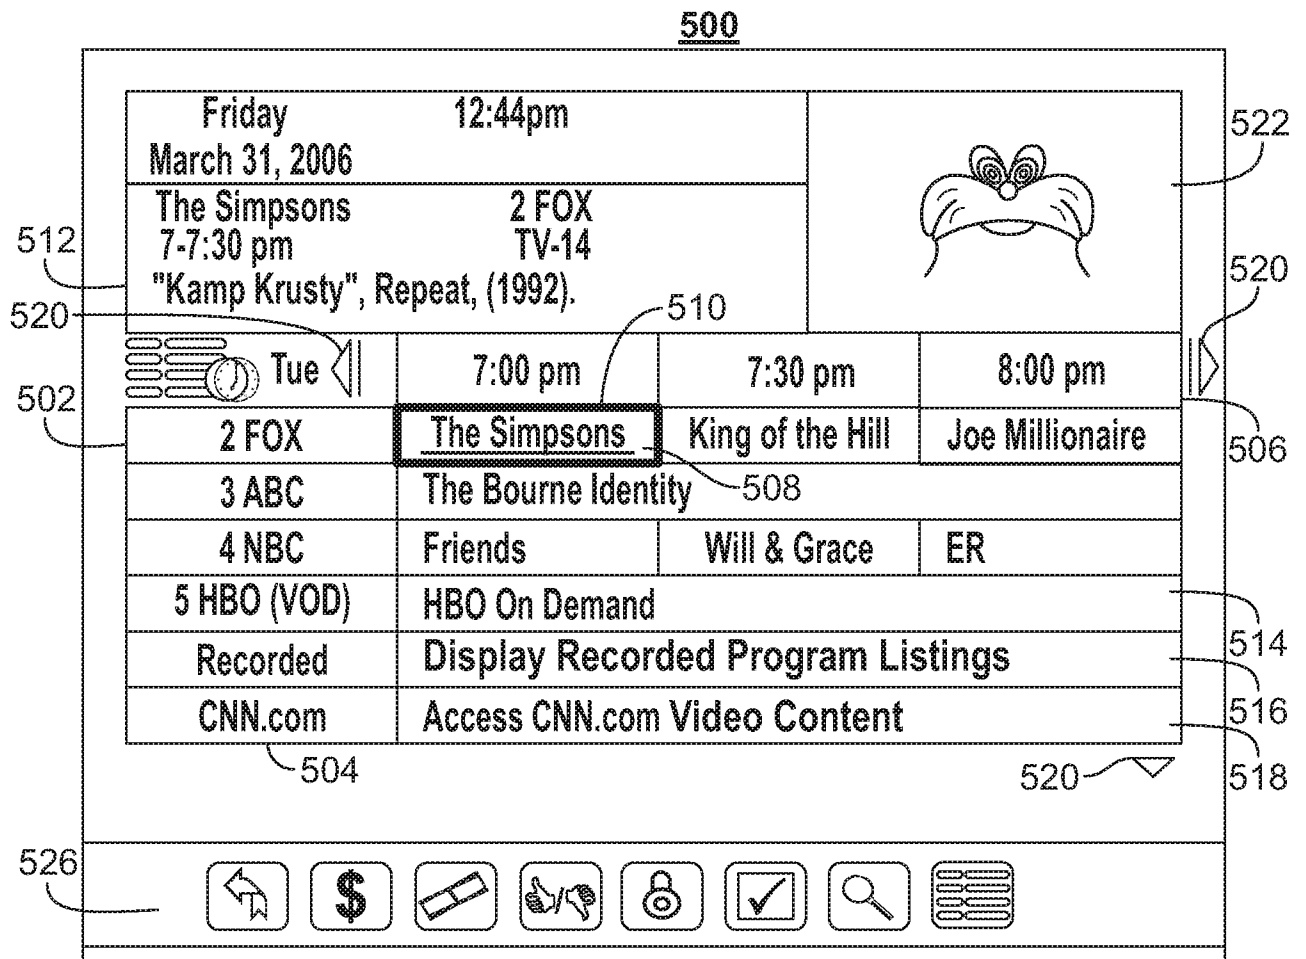 500
Friday 12:44pm
March 31, 2006
522
The Simpsons 2 FOX
512 7-7:30 pm TV-14
"Kamp Krusty", Repeat, (1992).
520 510 520
Tue 7:00 pm 7:30 pm 8:00 pm
502 2 FOX The Simpsons King of the Hill Joe Millionaire 506
3 ABC The Bourne Identity 508
4 NBC Friends Will & Grace ER
5 HBO (VOD) HBO On Demand 514
Recorded Display Recorded Program Listings 516
CNN.com Access CNN.com Video Content 518
504 520
526 $ /